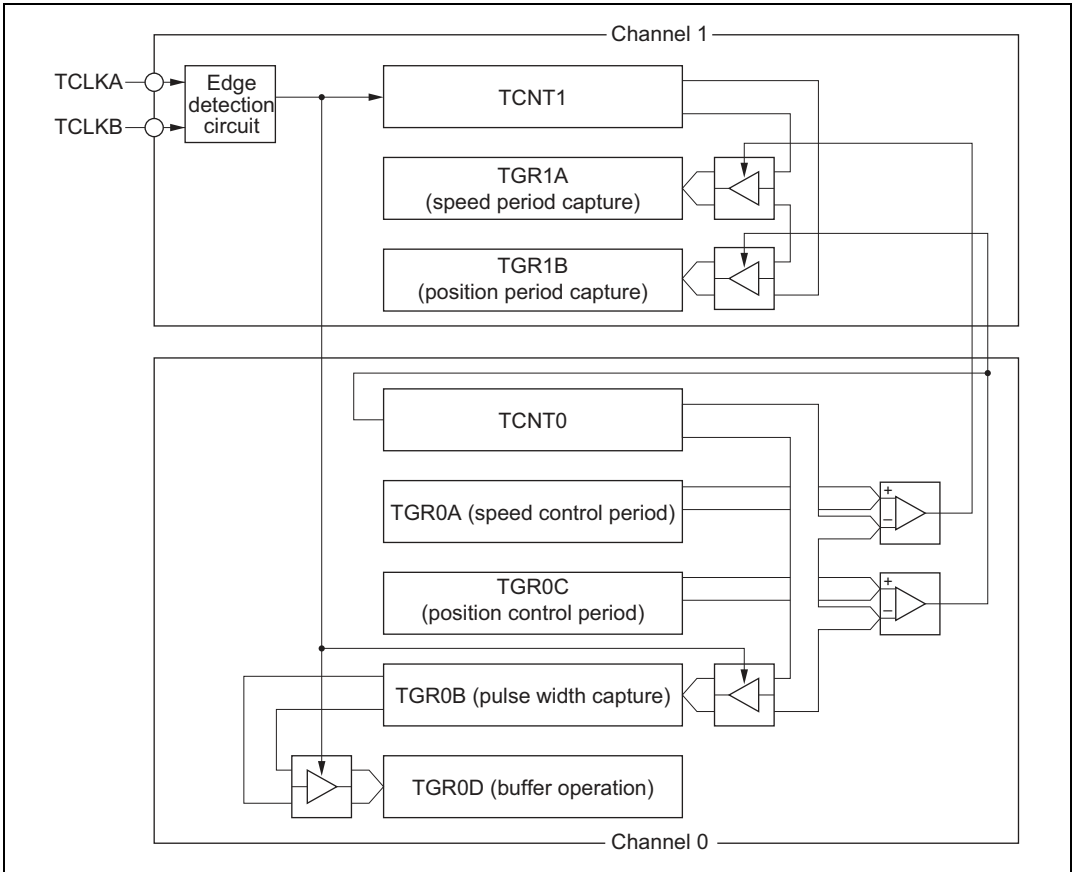 Channel 1
TCLKA
TCLKB
Edge
detection
circuit
TCNT1
TGR1A
(speed period capture)
TGR1B
(position period capture)
TCNT0
TGR0A (speed control period)
+
−
TGR0C
(position control period)
+
−
TGR0B (pulse width capture)
TGR0D (buffer operation)
Channel 0